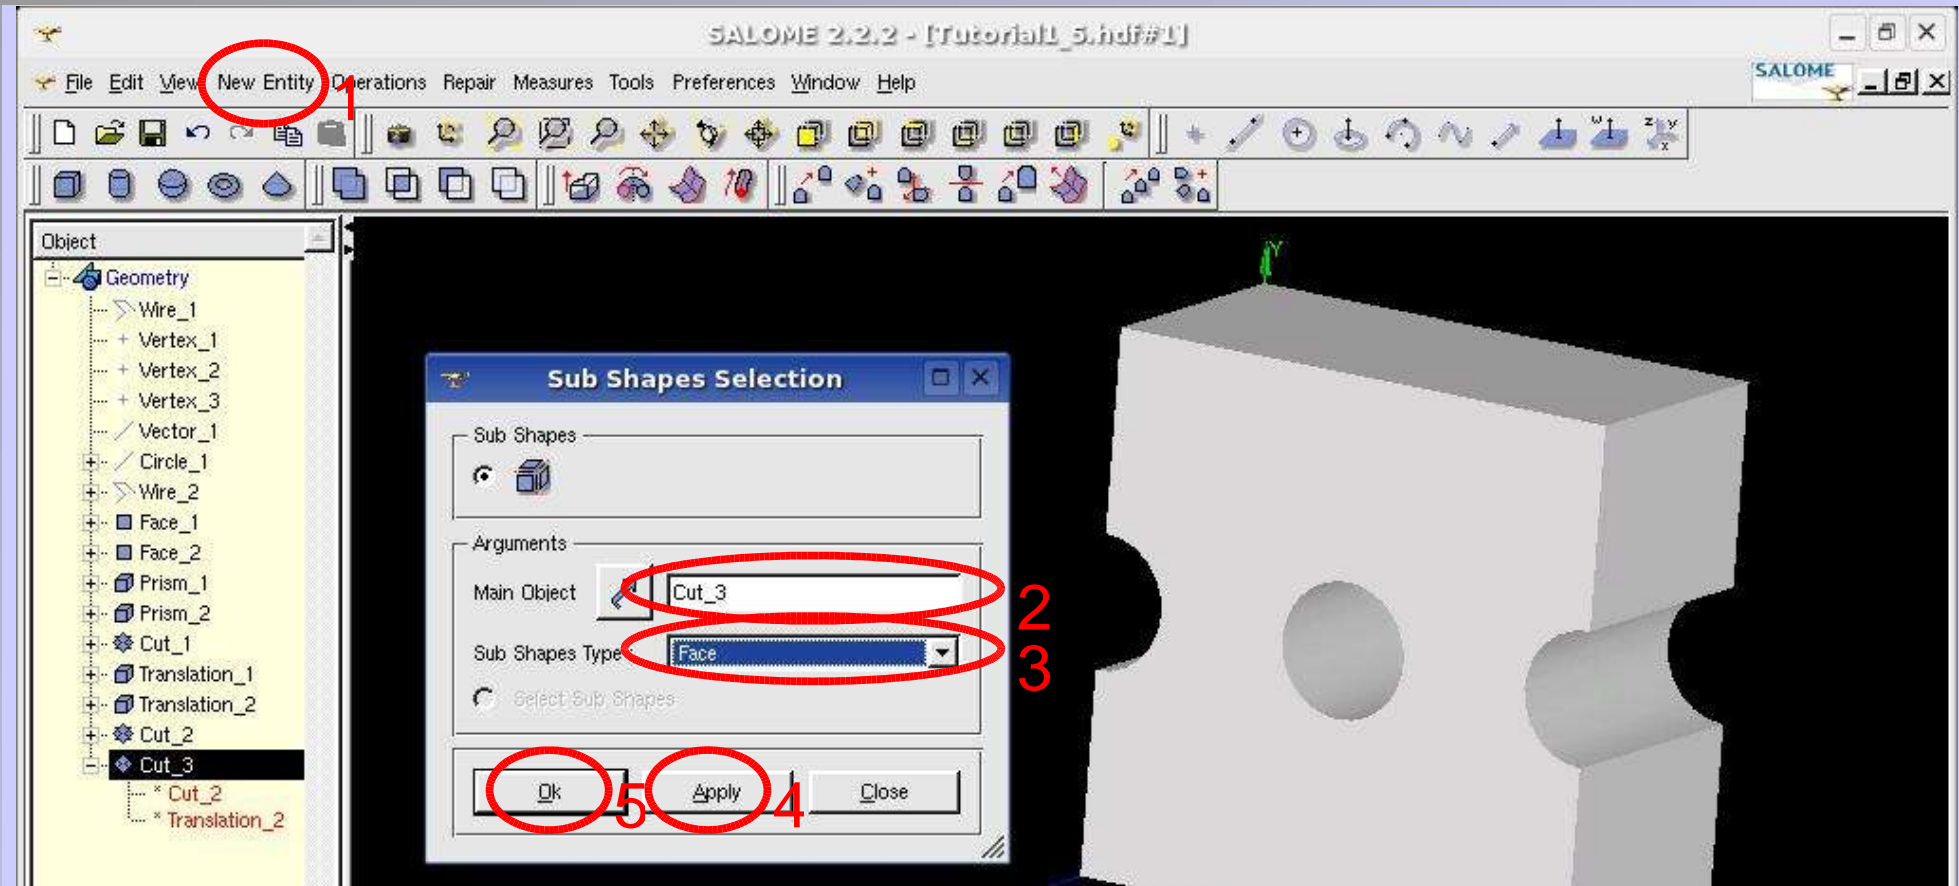 SALOME 2.2.2 - [Tutorial1_5.hdf#1]
File Edit View New Entity Operations Repair Measures Tools Preferences Window Help
SALOME
1
Object
Geometry
Wire_1
Vertex_1
Vertex_2
Vertex_3
Vector_1
Circle_1
Wire_2
Face_1
Face_2
Prism_1
Prism_2
Cut_1
Translation_1
Translation_2
Cut_2
Cut_3
* Cut_2
* Translation_2
Sub Shapes Selection
Sub Shapes
Arguments
Main Object Cut_3 2
Sub Shapes Type : Face 3
Select Sub Shapes
Ok 5 Apply 4 Close
Y